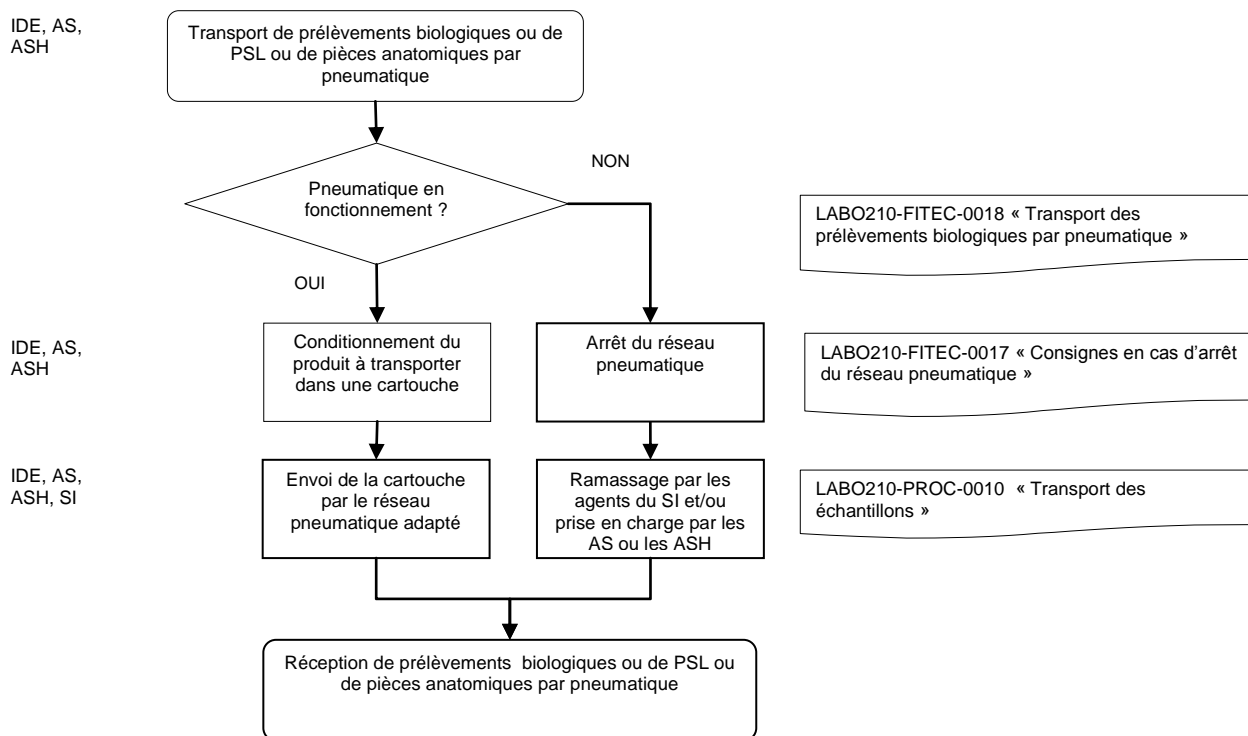 IDE, AS,
ASH
Transport de prélèvements biologiques ou de
PSL ou de pièces anatomiques par
pneumatique
NON
Pneumatique en
fonctionnement ?
LABO210-FITEC-0018 « Transport des
prélèvements biologiques par pneumatique »
OUI
IDE, AS,
ASH
Conditionnement du
produit à transporter
dans une cartouche
Arrêt du réseau
pneumatique
LABO210-FITEC-0017 « Consignes en cas d'arrêt
du réseau pneumatique »
IDE, AS,
ASH, SI
Envoi de la cartouche
par le réseau
pneumatique adapté
Ramassage par les
agents du SI et/ou
prise en charge par les
AS ou les ASH
LABO210-PROC-0010 « Transport des
échantillons »
Réception de prélèvements biologiques ou de PSL ou
de pièces anatomiques par pneumatique